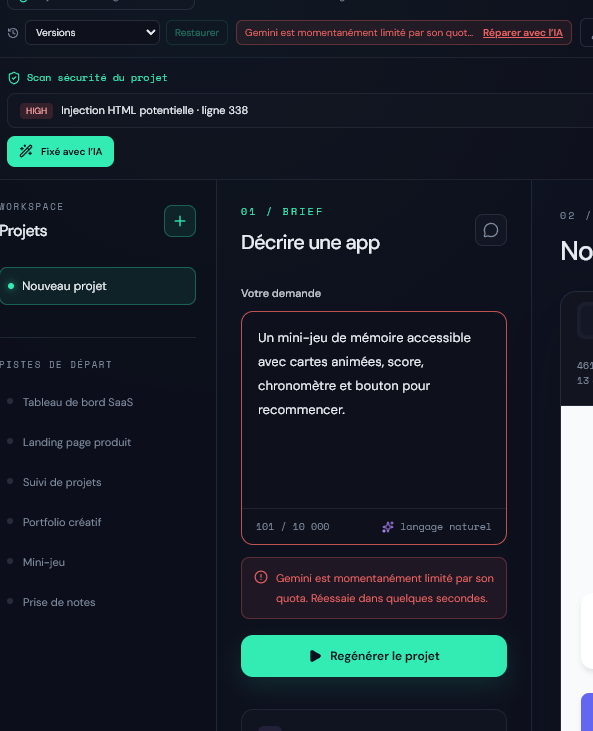 Versions
Restaurer
Gemini est momentanément limité par son quot...
Réparer avec l'IA
Scan sécurité du projet
HIGH
Injection HTML potentielle · ligne 338
Fixé avec l'IA
WORKSPACE
Projets
Nouveau projet
PISTES DE DÉPART
Tableau de bord SaaS
Landing page produit
Suivi de projets
Portfolio créatif
Mini-jeu
Prise de notes
01 / BRIEF
Décrire une app
Votre demande
Un mini-jeu de mémoire accessible
avec cartes animées, score,
chronomètre et bouton pour
recommencer.
101 / 10 000
langage naturel
Gemini est momentanément limité par son
quota. Réessaie dans quelques secondes.
Regénérer le projet
02 /
No
461
13